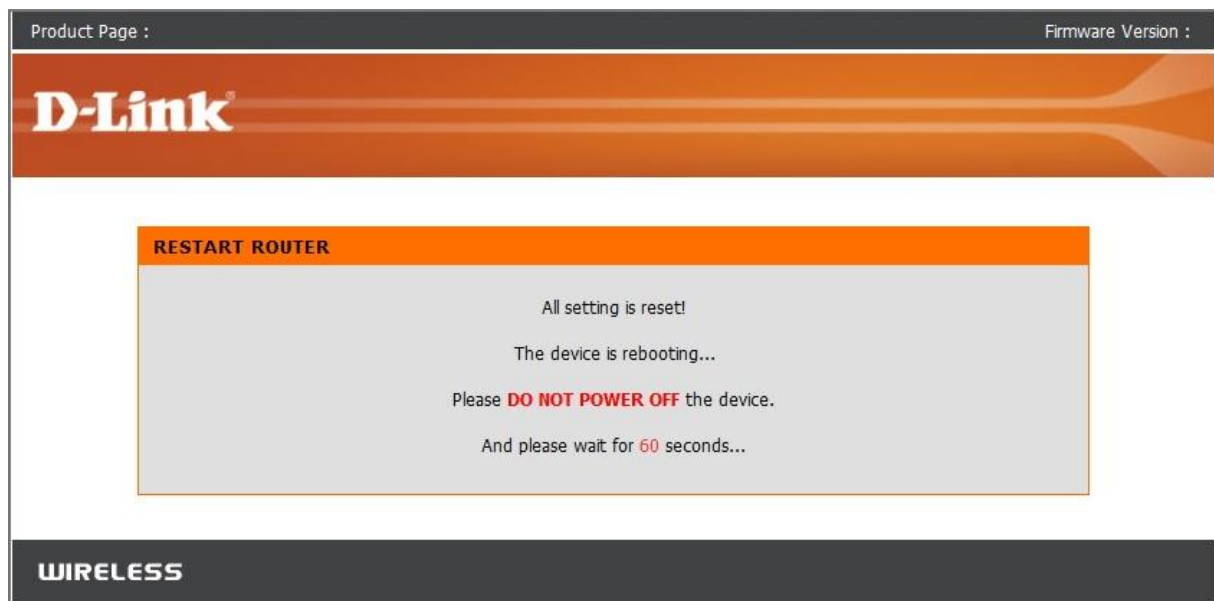 Product Page :
Firmware Version :
D-Link®
RESTART ROUTER
All setting is reset!
The device is rebooting...
Please DO NOT POWER OFF the device.
And please wait for 60 seconds...
WIRELESS